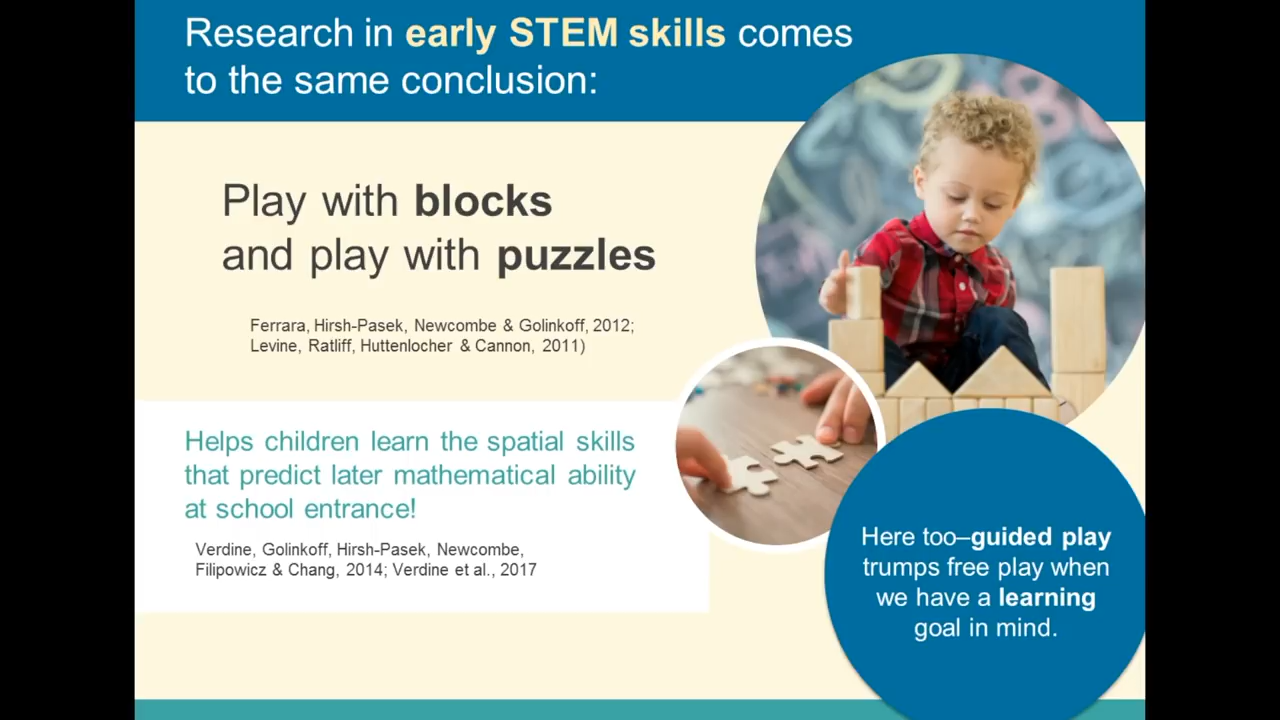 Research in early STEM skills comes
to the same conclusion:
Play with blocks
and play with puzzles
Ferrara, Hirsh-Pasek, Newcombe & Golinkoff, 2012;
Levine, Ratliff, Huttenlocher & Cannon, 2011)
Helps children learn the spatial skills
that predict later mathematical ability
at school entrance!
Verdine, Golinkoff, Hirsh-Pasek, Newcombe,
Filipowicz & Chang, 2014; Verdine et al., 2017
Here too–guided play
trumps free play when
we have a learning
goal in mind.